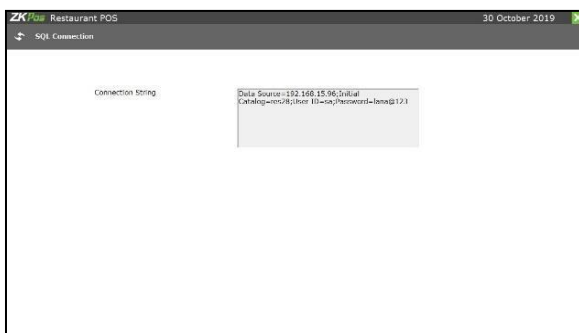 ZKPos Restaurant POS 30 October 2019
SQL Connection
Connection String
Data Source=192.168.15.96;Initial
Catalog=res28;User ID=sa;Password=fana@123